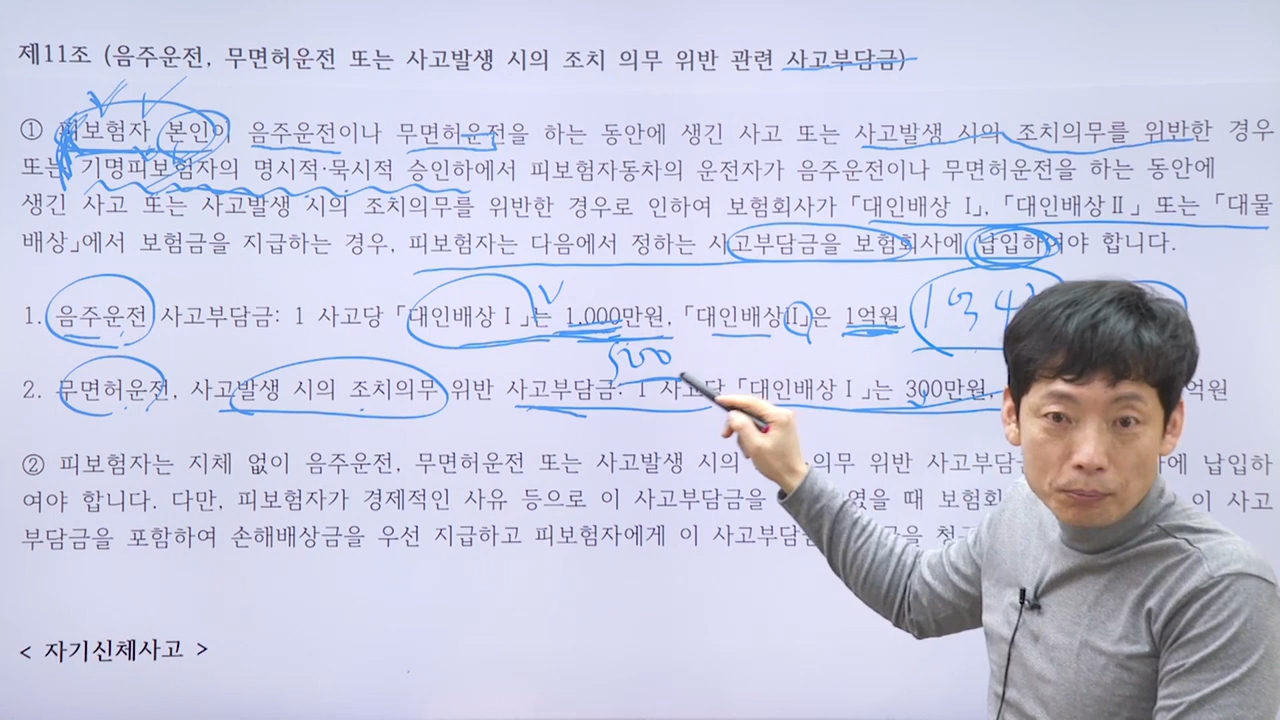 제11조 (음주운전, 무면허운전 또는 사고발생 시의 조치 의무 위반 관련 사고부담금)
① 피보험자 본인이 음주운전이나 무면허운전을 하는 동안에 생긴 사고 또는 사고발생 시의 조치의무를 위반한 경우
또는 기명피보험자의 명시적·묵시적 승인하에서 피보험자동차의 운전자가 음주운전이나 무면허운전을 하는 동안에
생긴 사고 또는 사고발생 시의 조치의무를 위반한 경우로 인하여 보험회사가 「대인배상 Ⅰ」, 「대인배상Ⅱ」 또는 「대물
배상」에서 보험금을 지급하는 경우, 피보험자는 다음에서 정하는 사고부담금을 보험회사에 납입하여야 합니다.
1. 음주운전 사고부담금: 1 사고당 「대인배상Ⅰ」는 1,000만원, 「대인배상Ⅱ」은 1억원
500
2. 무면허운전, 사고발생 시의 조치의무 위반 사고부담금: 1 사고당 「대인배상Ⅰ」는 300만원, 억원
② 피보험자는 지체 없이 음주운전, 무면허운전 또는 사고발생 시의 의무 위반 납입하
여야 합니다. 다만, 피보험자가 경제적인 사유 등으로 이 사고부담금을 였을 때 이 사고
부담금을 포함하여 손해배상금을 우선 지급하고 피보험자에게 이
< 자기신체사고 >